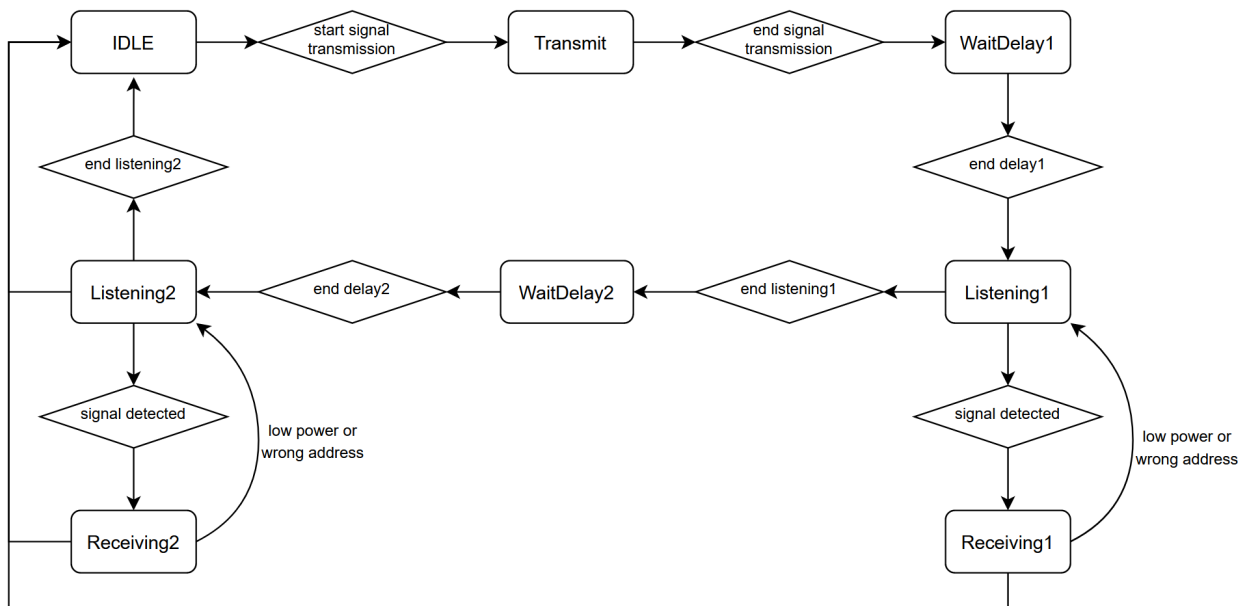 IDLE
start signal
transmission
Transmit
end signal
transmission
WaitDelay1
end listening2
end delay1
Listening2
end delay2
WaitDelay2
end listening1
Listening1
signal detected
low power or
wrong address
signal detected
low power or
wrong address
Receiving2
Receiving1